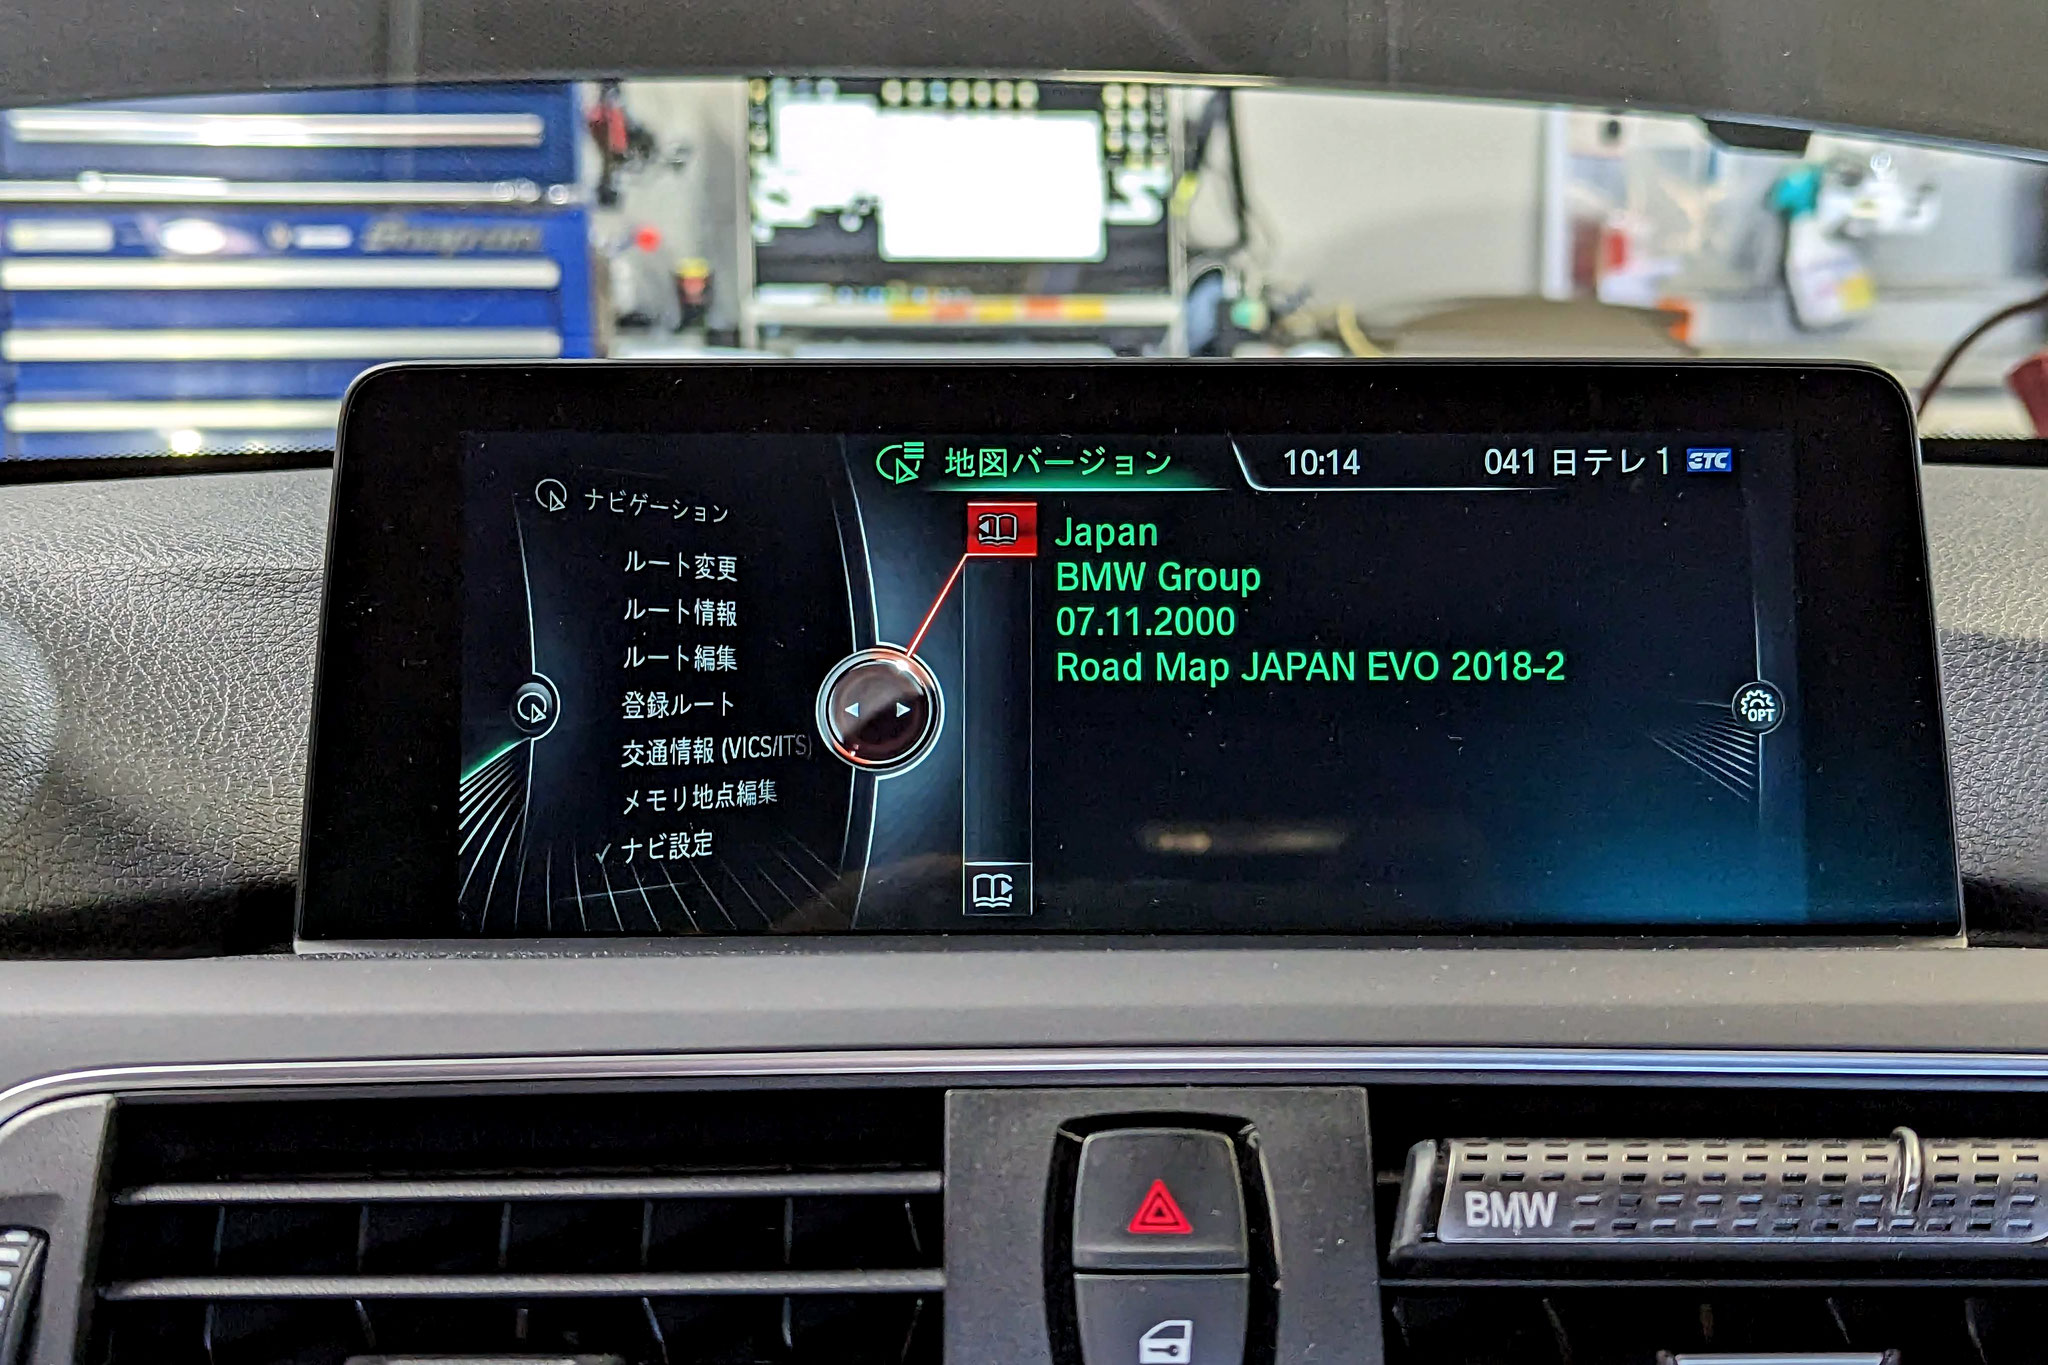 Snap-on
地図バージョン
10:14
041 日テレ1 ETC
ナビゲーション
ルート変更
ルート情報
ルート編集
登録ルート
交通情報 (VICS/ITS)
メモリ地点編集
ナビ設定
Japan
BMW Group
07.11.2000
Road Map JAPAN EVO 2018-2
OPT
BMW